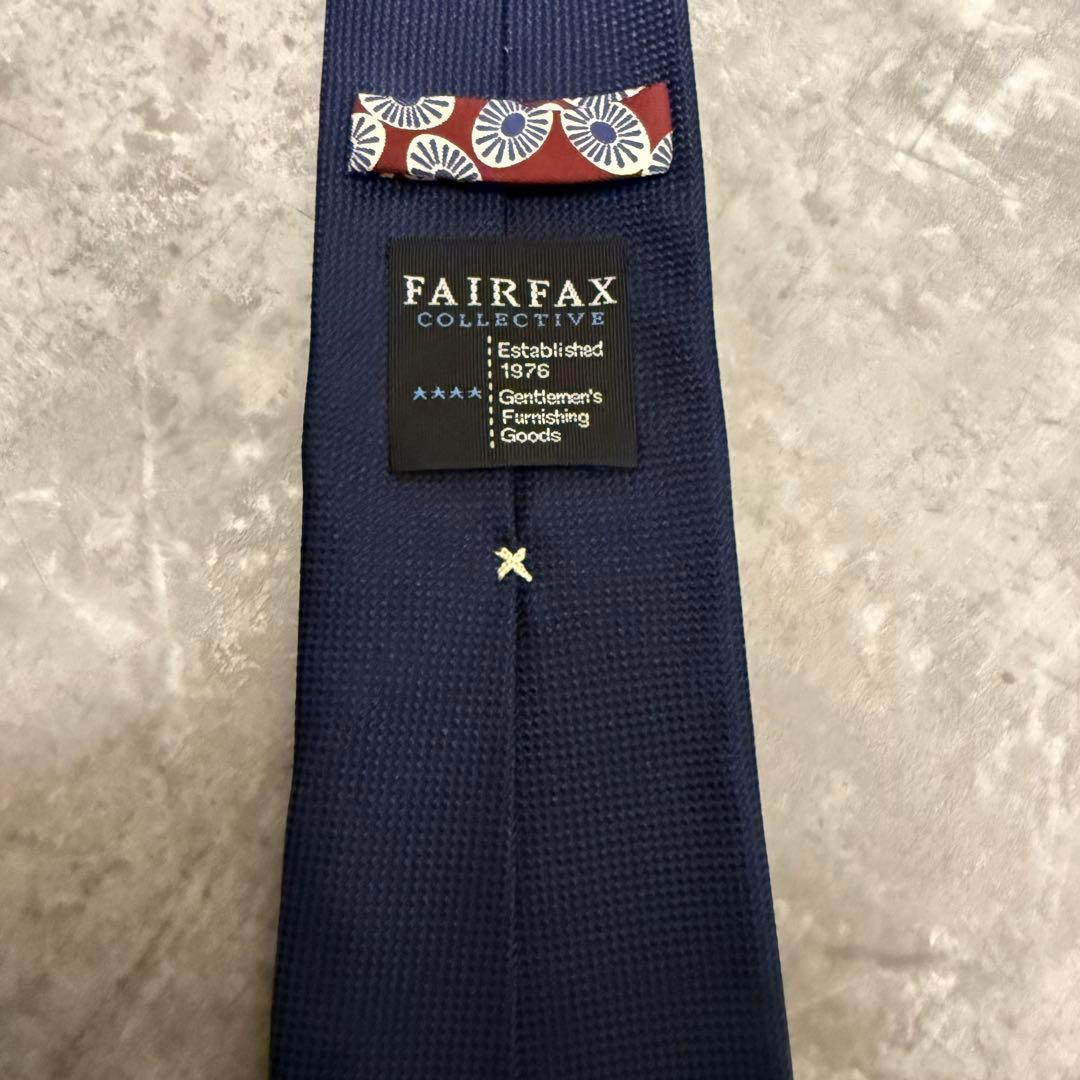 FAIRFAX
COLLECTIVE
Established
1976
Gentlemen's
Furnishing
Goods